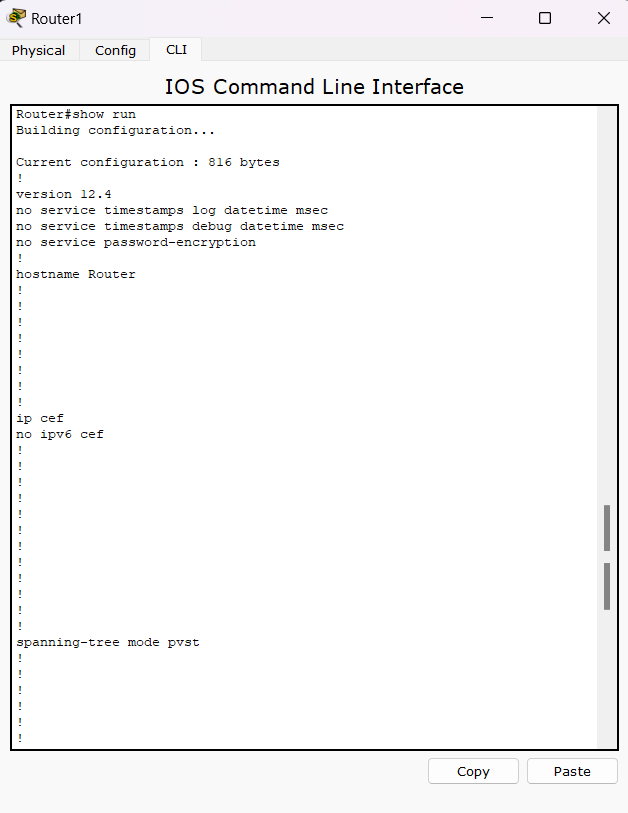 Router1
Physical Config CLI
IOS Command Line Interface
Router#show run
Building configuration...
Current configuration : 816 bytes
!
version 12.4
no service timestamps log datetime msec
no service timestamps debug datetime msec
no service password-encryption
!
hostname Router
!
!
!
!
!
!
!
!
ip cef
no ipv6 cef
!
!
!
!
!
!
!
!
!
!
!
!
spanning-tree mode pvst
!
!
!
!
!
!
Copy Paste